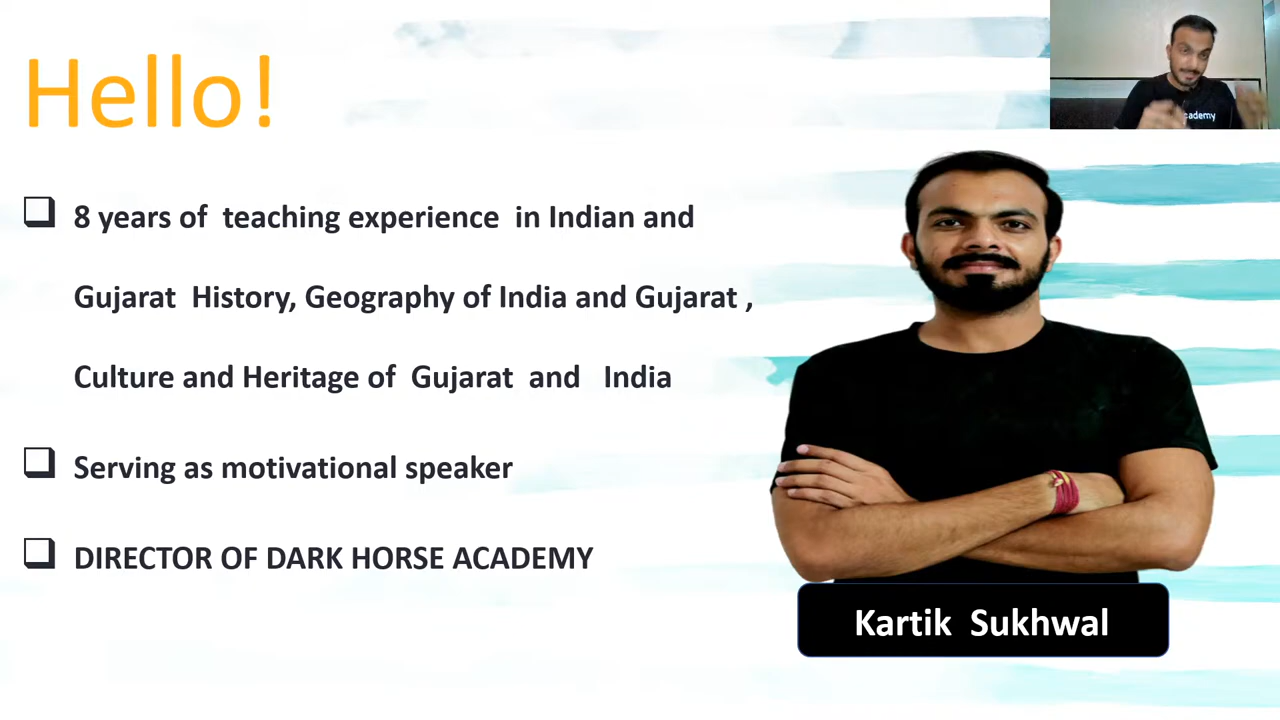 Hello!
8 years of teaching experience in Indian and
Gujarat History, Geography of India and Gujarat ,
Culture and Heritage of Gujarat and India
Serving as motivational speaker
DIRECTOR OF DARK HORSE ACADEMY
Kartik Sukhwal